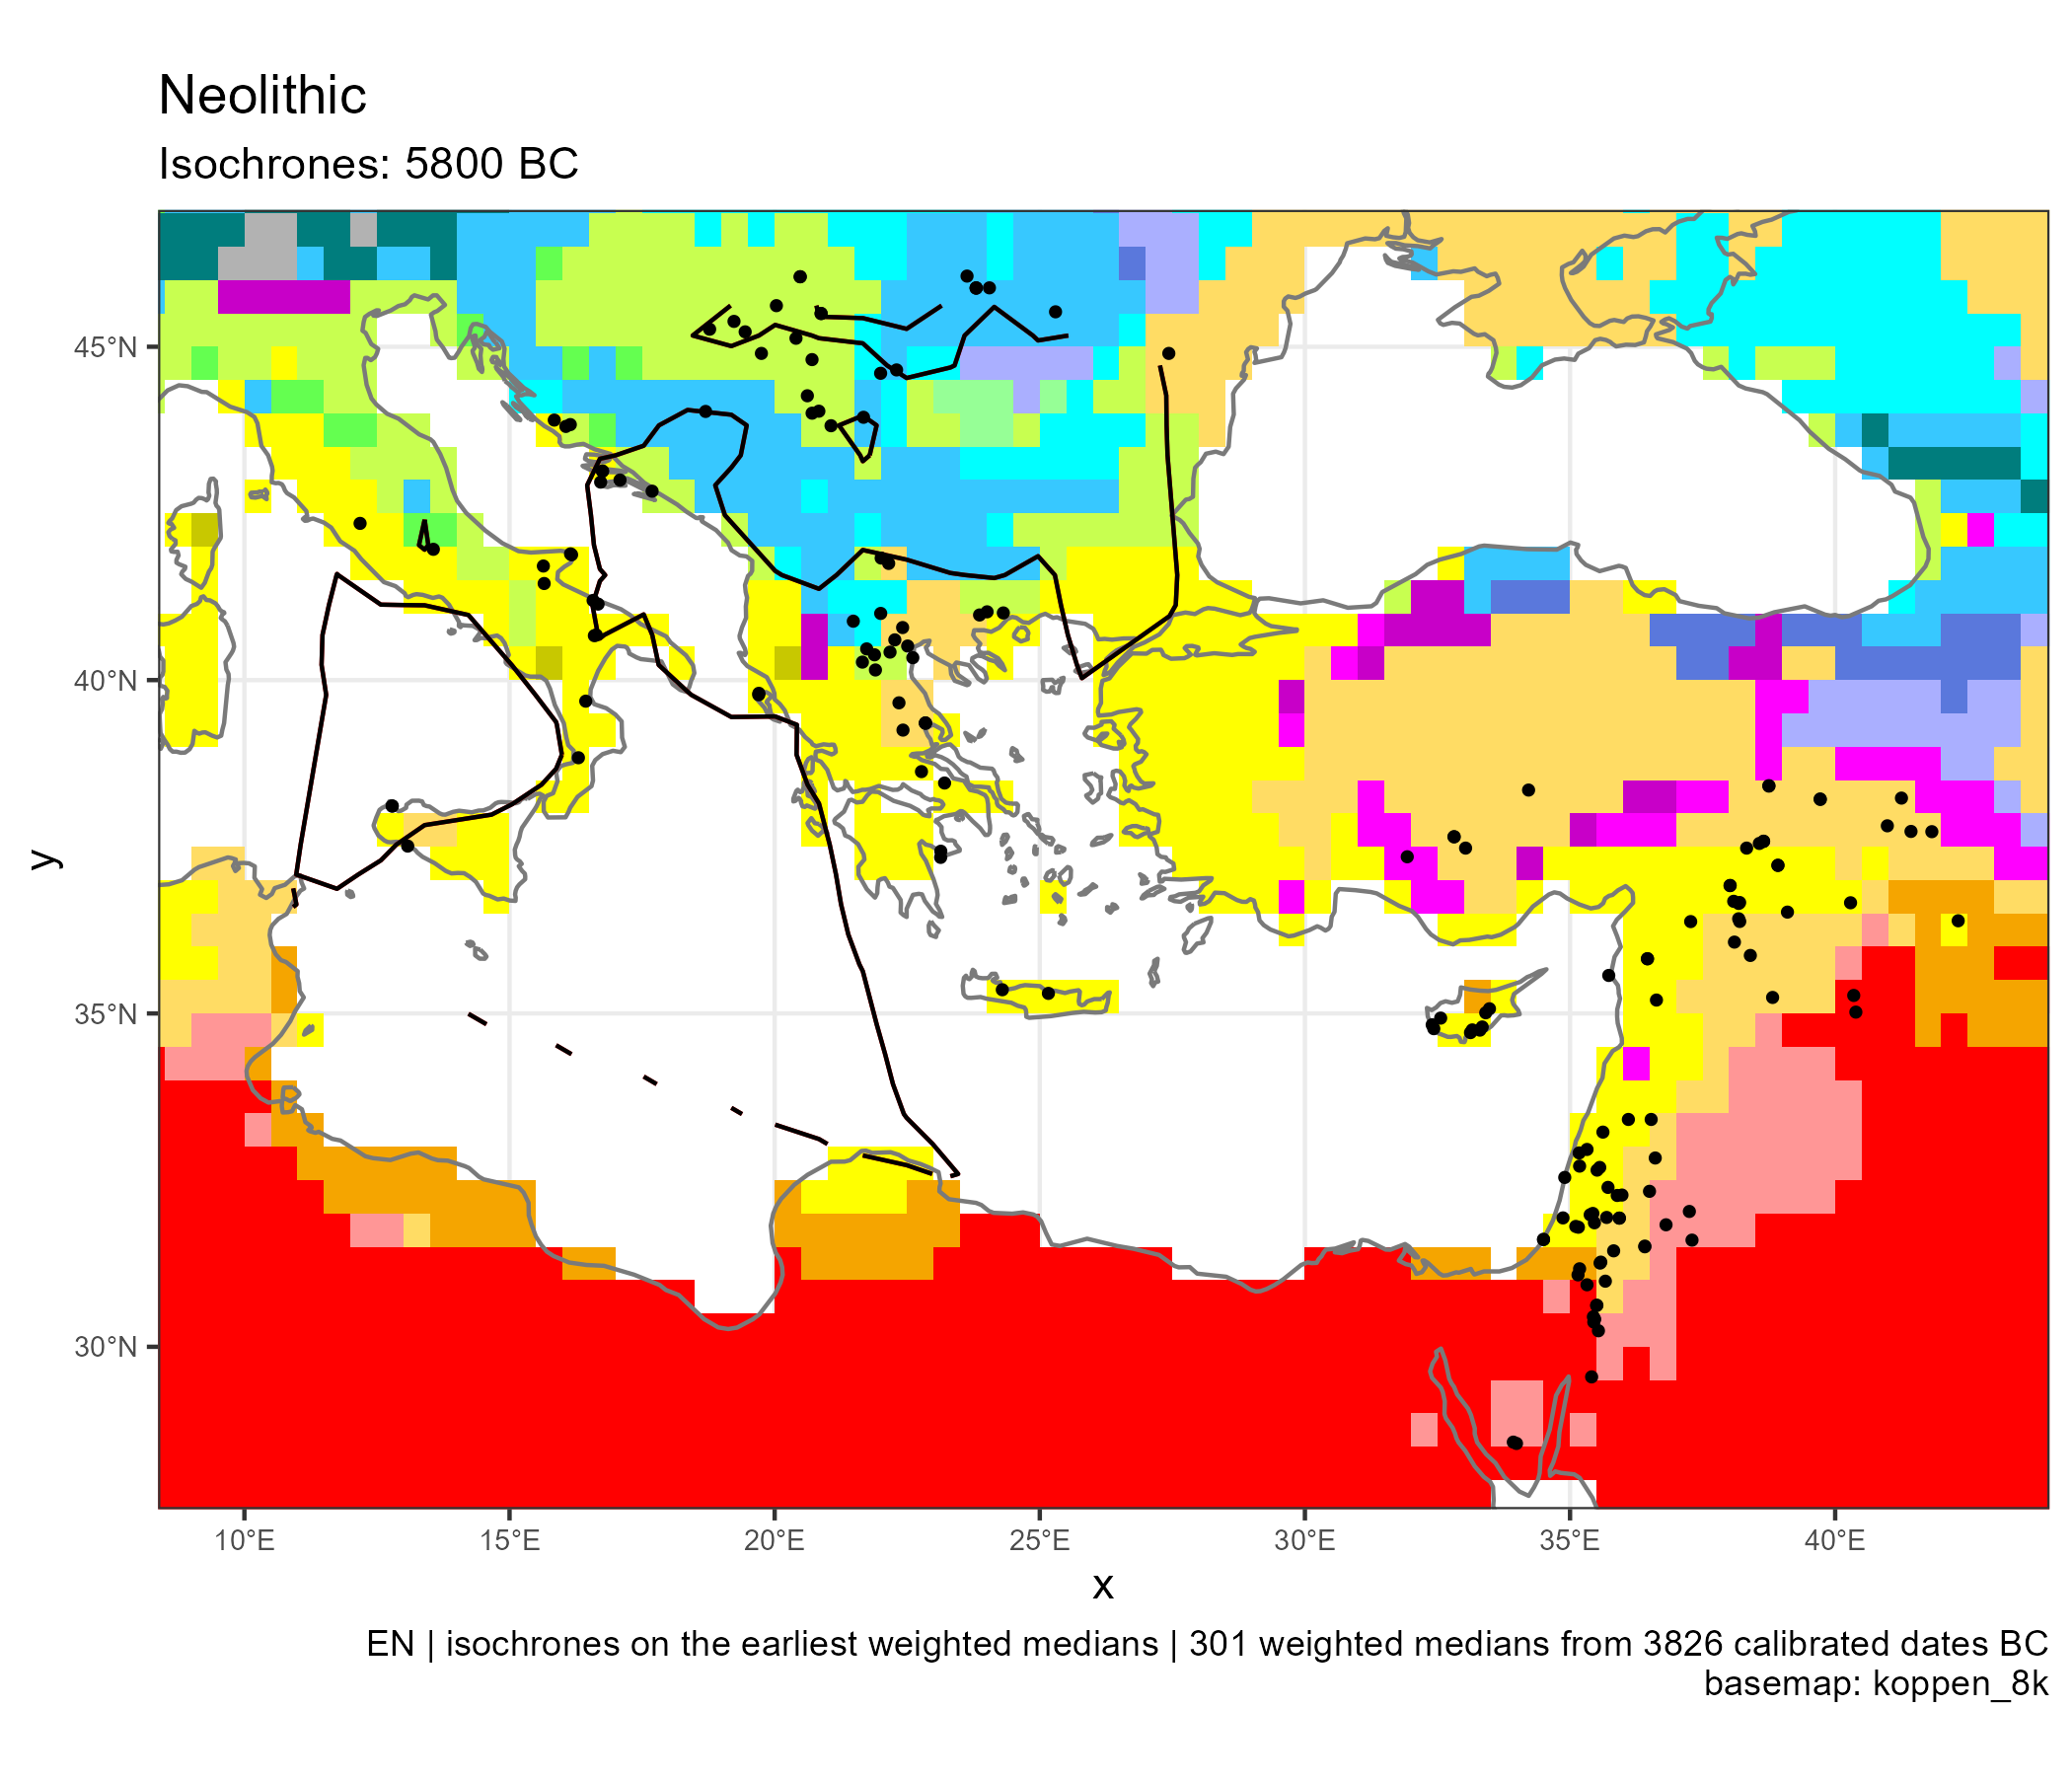 Neolithic
Isochrones: 5800 BC
45°N
40°N
35°N
30°N
y
10°E 15°E 20°E 25°E 30°E 35°E 40°E
x
EN | isochrones on the earliest weighted medians | 301 weighted medians from 3826 calibrated dates BC
basemap: koppen_8k